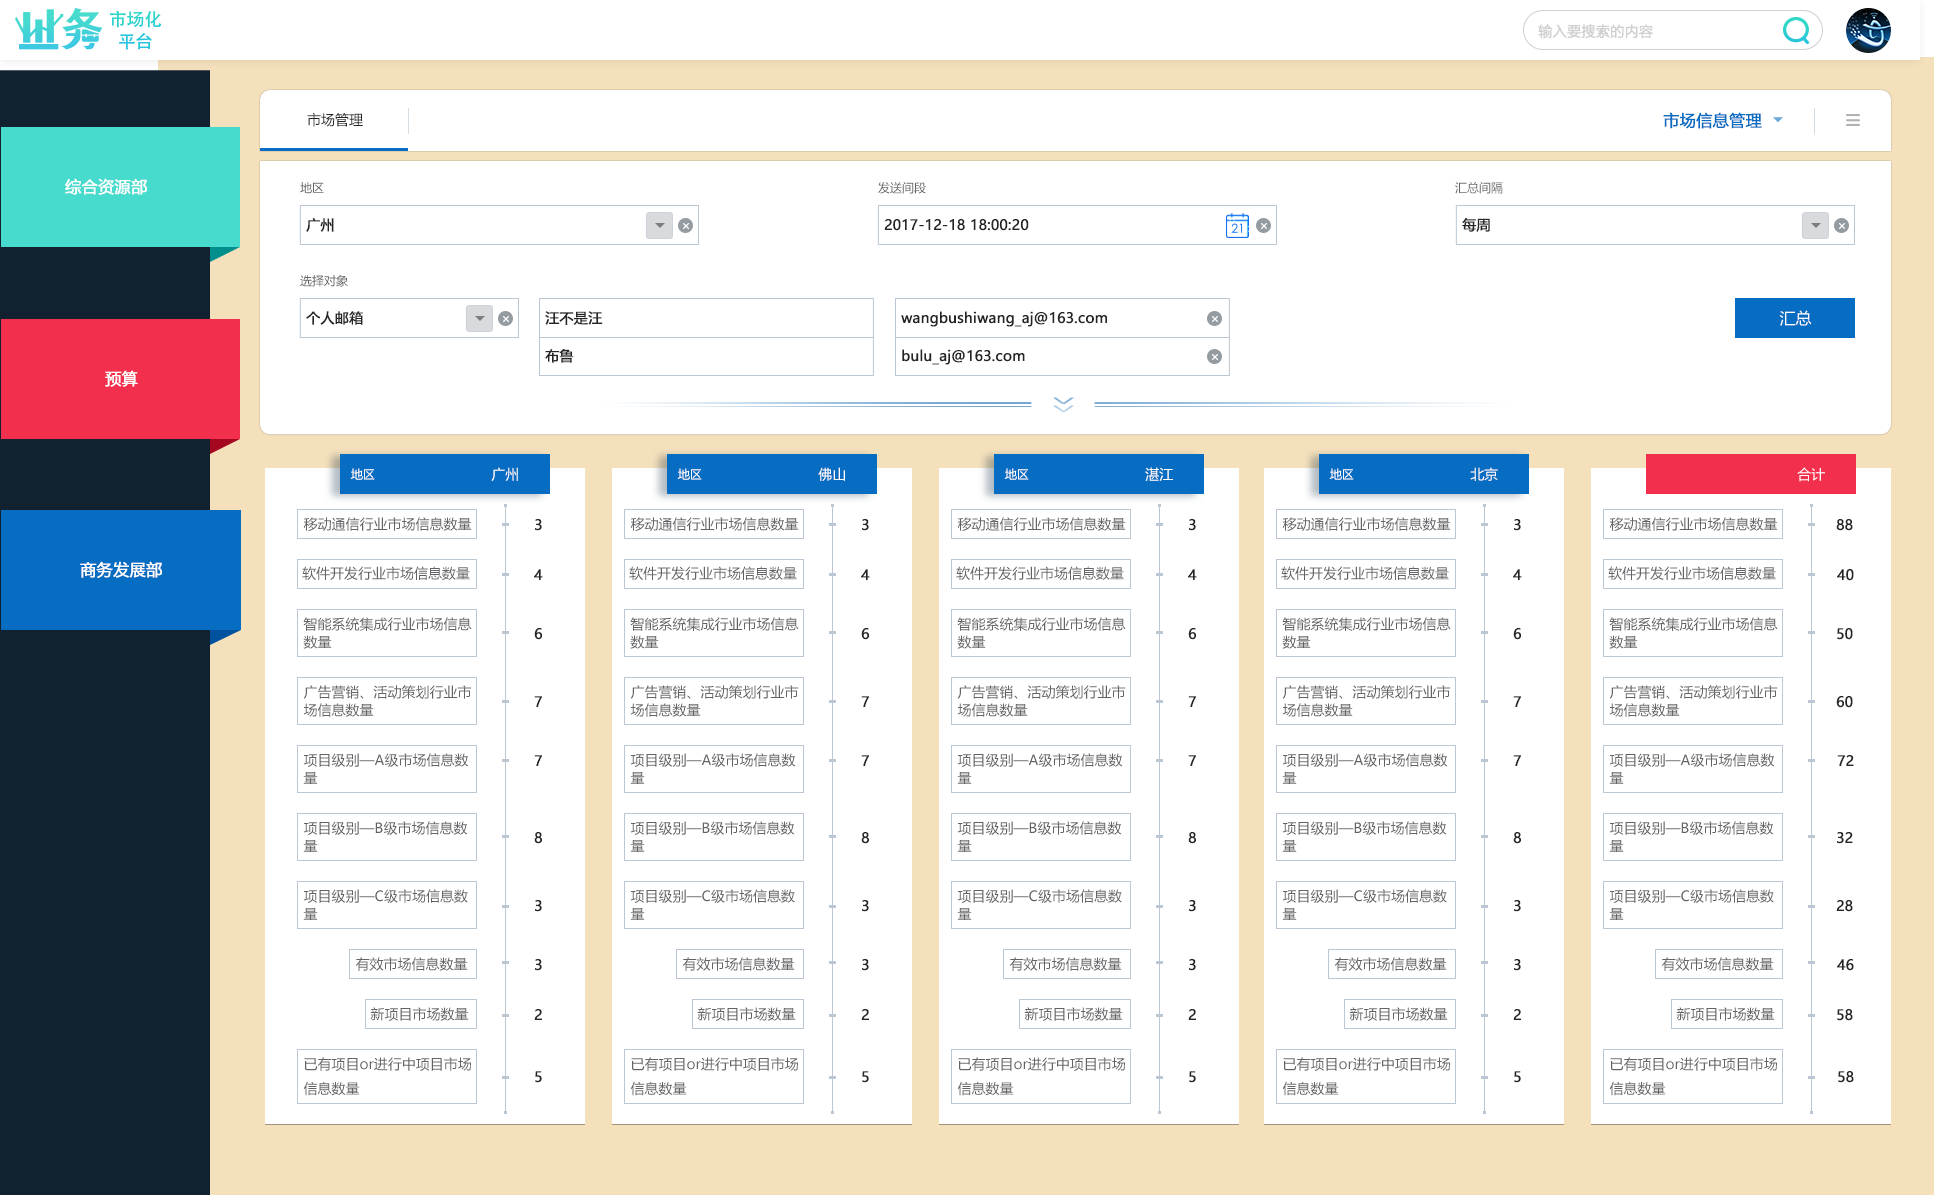 业务 市场化
平台
输入要搜索的内容
综合资源部
预算
商务发展部
市场管理
市场信息管理
地区
广州
发送间段
2017-12-18 18:00:20
21
汇总间隔
每周
选择对象
个人邮箱
汪不是汪
wangbushiwang_aj@163.com
布鲁
bulu_aj@163.com
汇总
地区 广州
移动通信行业市场信息数量 3
软件开发行业市场信息数量 4
智能系统集成行业市场信息
数量 6
广告营销、活动策划行业市
场信息数量 7
项目级别—A级市场信息数
量 7
项目级别—B级市场信息数
量 8
项目级别—C级市场信息数
量 3
有效市场信息数量 3
新项目市场数量 2
已有项目or进行中项目市场
信息数量 5
地区 佛山
移动通信行业市场信息数量 3
软件开发行业市场信息数量 4
智能系统集成行业市场信息
数量 6
广告营销、活动策划行业市
场信息数量 7
项目级别—A级市场信息数
量 7
项目级别—B级市场信息数
量 8
项目级别—C级市场信息数
量 3
有效市场信息数量 3
新项目市场数量 2
已有项目or进行中项目市场
信息数量 5
地区 湛江
移动通信行业市场信息数量 3
软件开发行业市场信息数量 4
智能系统集成行业市场信息
数量 6
广告营销、活动策划行业市
场信息数量 7
项目级别—A级市场信息数
量 7
项目级别—B级市场信息数
量 8
项目级别—C级市场信息数
量 3
有效市场信息数量 3
新项目市场数量 2
已有项目or进行中项目市场
信息数量 5
地区 北京
移动通信行业市场信息数量 3
软件开发行业市场信息数量 4
智能系统集成行业市场信息
数量 6
广告营销、活动策划行业市
场信息数量 7
项目级别—A级市场信息数
量 7
项目级别—B级市场信息数
量 8
项目级别—C级市场信息数
量 3
有效市场信息数量 3
新项目市场数量 2
已有项目or进行中项目市场
信息数量 5
合计
移动通信行业市场信息数量 88
软件开发行业市场信息数量 40
智能系统集成行业市场信息
数量 50
广告营销、活动策划行业市
场信息数量 60
项目级别—A级市场信息数
量 72
项目级别—B级市场信息数
量 32
项目级别—C级市场信息数
量 28
有效市场信息数量 46
新项目市场数量 58
已有项目or进行中项目市场
信息数量 58